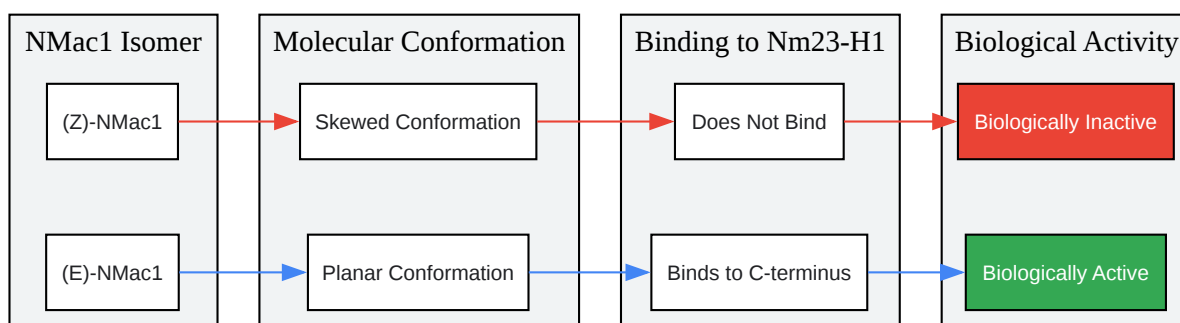 NMac1 Isomer
Molecular Conformation
Binding to Nm23-H1
Biological Activity
(Z)-NMac1
Skewed Conformation
Does Not Bind
Biologically Inactive
(E)-NMac1
Planar Conformation
Binds to C-terminus
Biologically Active